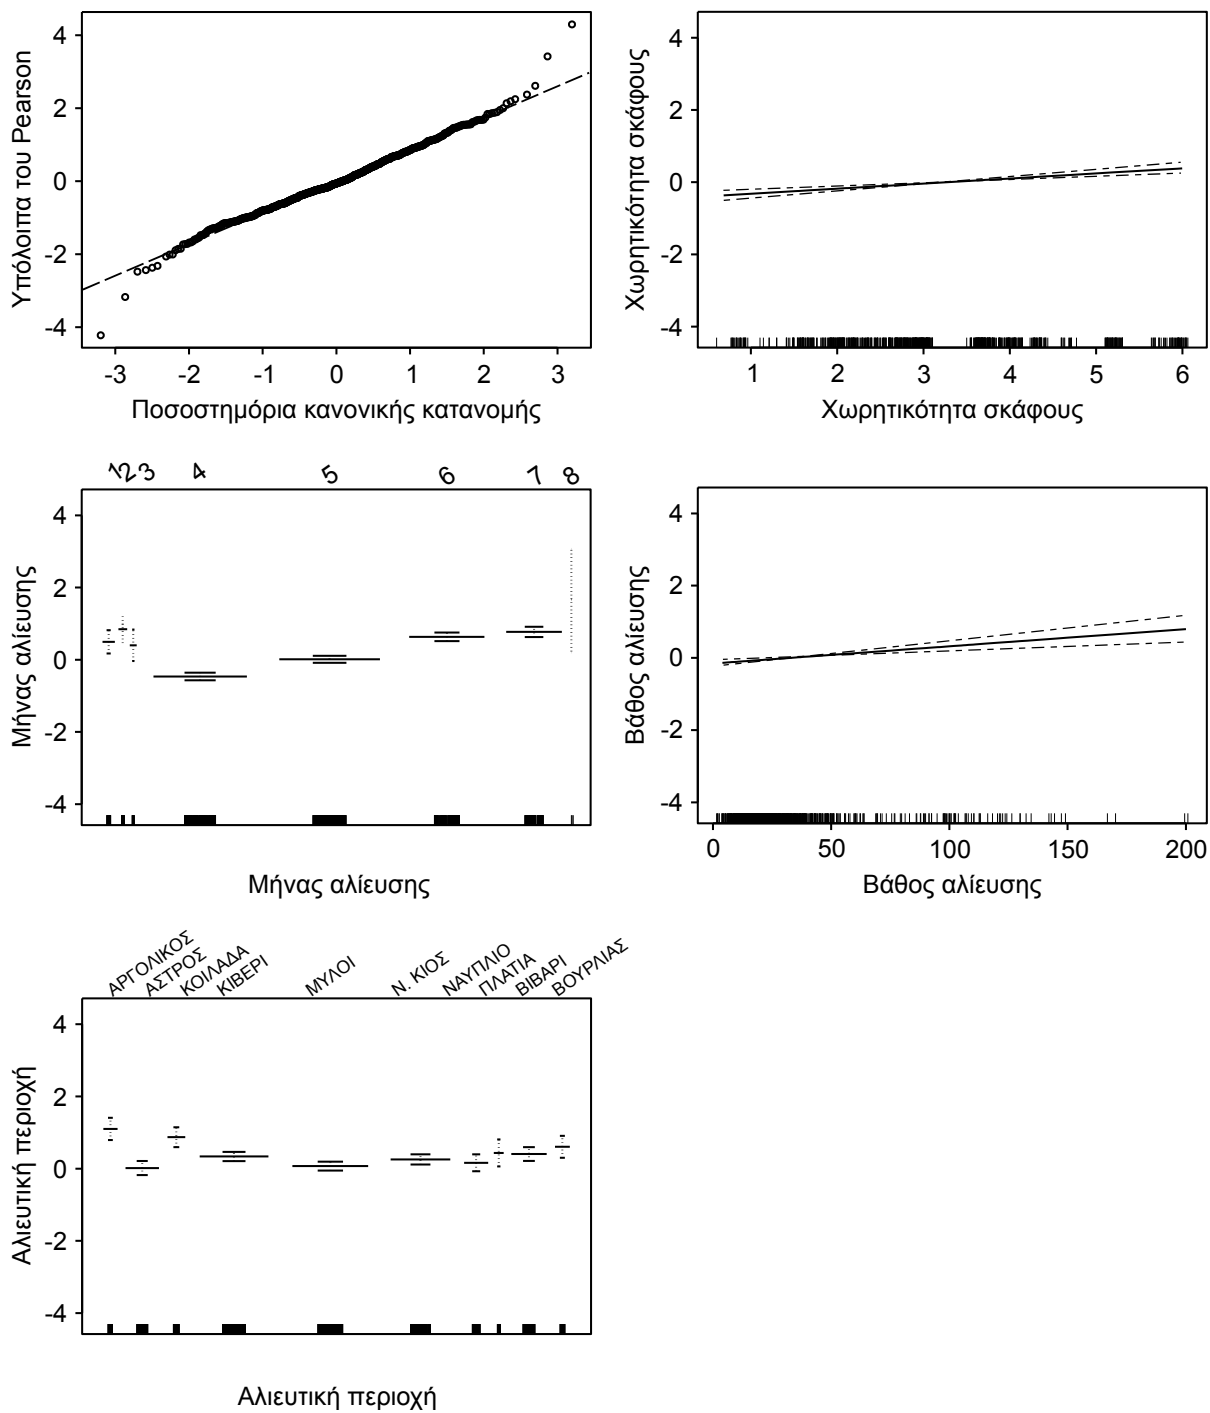 4
2
0
-2
-4
Υπόλοιπα του Pearson
-3 -2 -1 0 1 2 3
Ποσοστημόρια κανονικής κατανομής
4
2
0
-2
-4
Χωρητικότητα σκάφους
1 2 3 4 5 6
Χωρητικότητα σκάφους
1 2 3 4 5 6 7 8
4
2
0
-2
-4
Μήνας αλίευσης
Μήνας αλίευσης
4
2
0
-2
-4
Βάθος αλίευσης
0 50 100 150 200
Βάθος αλίευσης
ΑΡΓΟΛΙΚΟΣ
ΑΣΤΡΟΣ
ΚΟΙΛΑΔΑ
ΚΙΒΕΡΙ
ΜΥΛΟΙ
Ν. ΚΙΟΣ
ΝΑΥΠΛΙΟ
ΠΛΑΤΙΑ
ΒΙΒΑΡΙ
ΒΟΥΡΛΙΑΣ
4
2
0
-2
-4
Αλιευτική περιοχή
Αλιευτική περιοχή